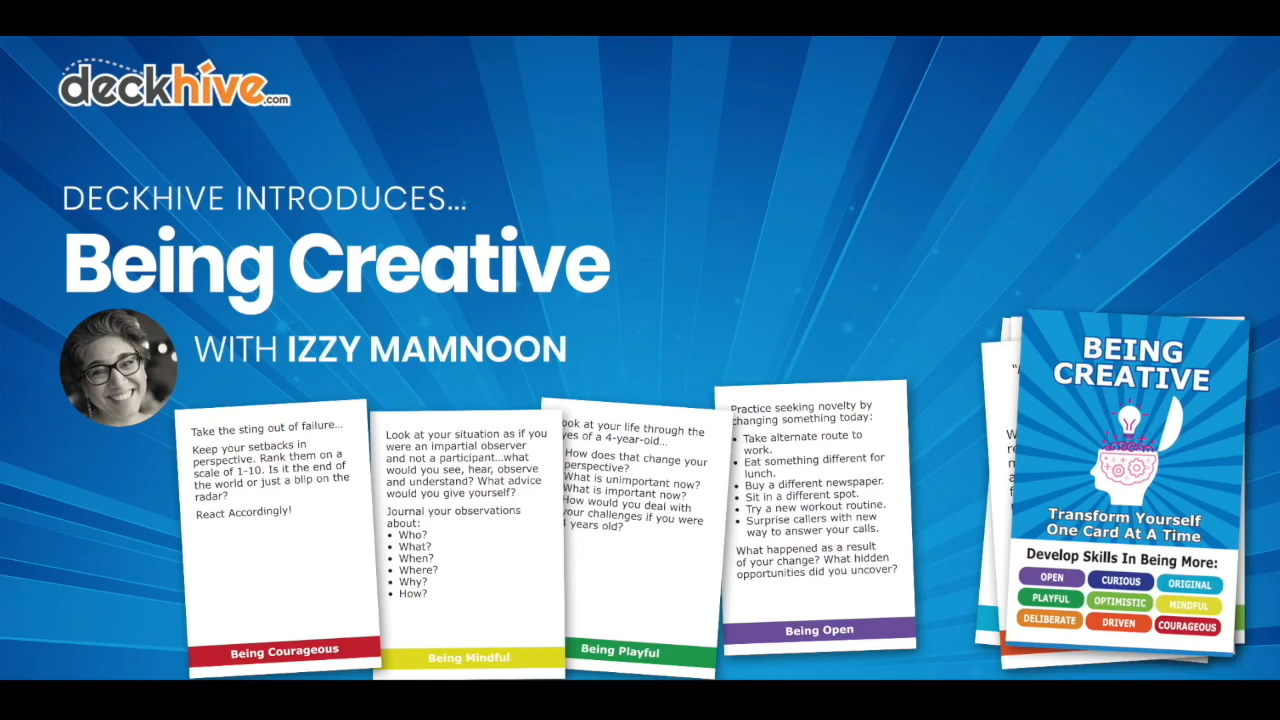 deckhive.com
DECKHIVE INTRODUCES...
Being Creative
WITH IZZY MAMNOON
Take the sting out of failure...
Keep your setbacks in
perspective. Rank them on a
scale of 1-10. Is it the end of
the world or just a blip on the
radar?
React Accordingly!
Being Courageous
Look at your situation as if you
were an impartial observer
and not a participant...what
would you see, hear, observe
and understand? What advice
would you give yourself?
Journal your observations
about:
• Who?
• What?
• When?
• Where?
• Why?
• How?
Being Mindful
ook at your life through the
yes of a 4-year-old...
How does that change your
perspective?
What is unimportant now?
What is important now?
How would you deal with
your challenges if you were
years old?
Being Playful
Practice seeking novelty by
changing something today:
• Take alternate route to
work.
• Eat something different for
lunch.
• Buy a different newspaper.
• Sit in a different spot.
• Try a new workout routine.
• Surprise callers with new
way to answer your calls.
What happened as a result
of your change? What hidden
opportunities did you uncover?
Being Open
BEING
CREATIVE
Transform Yourself
One Card At A Time
Develop Skills In Being More:
OPEN CURIOUS ORIGINAL
PLAYFUL OPTIMISTIC MINDFUL
DELIBERATE DRIVEN COURAGEOUS